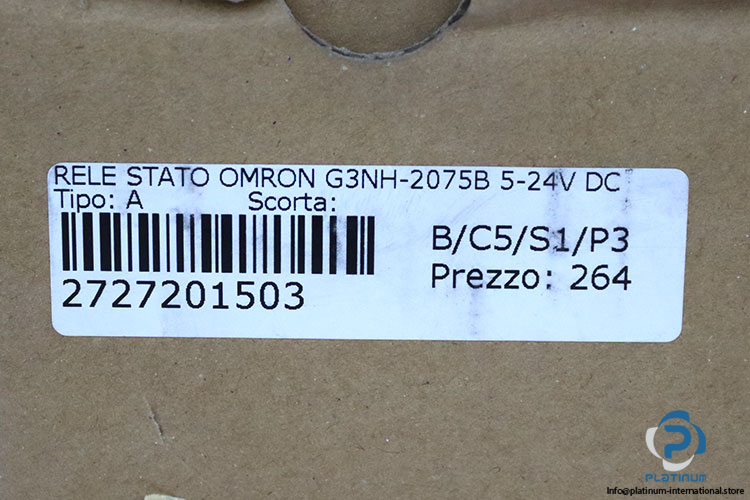 RELE STATO OMRON G3NH-2075B 5-24V DC
Tipo: A Scorta:
B/C5/S1/P3
Prezzo: 264
2727201503
PLATINUM
Info@platinum-international.store